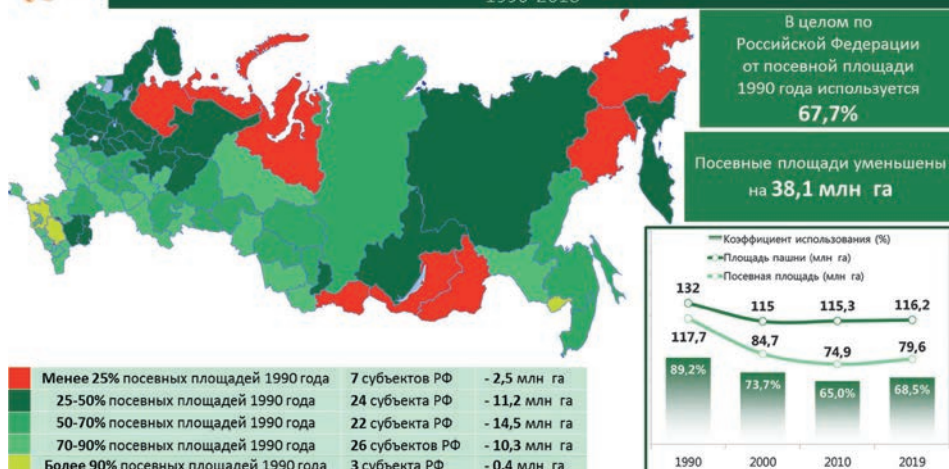 В целом по
Российской Федерации
от посевной площади
1990 года используется
67,7%
Посевные площади уменьшены
на 38,1 млн га
Коэффициент использования (%)
Площадь пашни (млн га)
Посевная площадь (млн га)
132
115
115,3
116,2
117,7
84,7
74,9
79,6
89,2%
73,7%
65,0%
68,5%
1990
2000
2010
2019
Менее 25% посевных площадей 1990 года 7 субъектов РФ - 2,5 млн га
25-50% посевных площадей 1990 года 24 субъекта РФ - 11,2 млн га
50-70% посевных площадей 1990 года 22 субъекта РФ - 14,5 млн га
70-90% посевных площадей 1990 года 26 субъектов РФ - 10,3 млн га
Более 90% посевных площадей 1990 года 3 субъекта РФ - 0,4 млн га